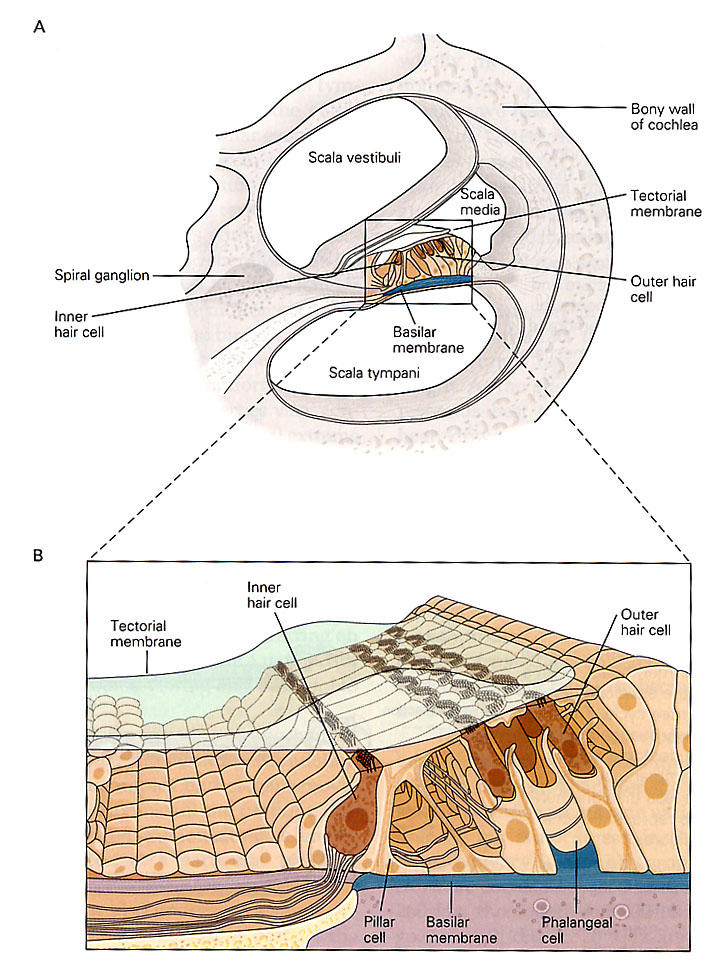 A
Bony wall
of cochlea
Scala vestibuli
Scala
media
Tectorial
membrane
Spiral ganglion
Outer hair
cell
Inner
hair cell
Basilar
membrane
Scala tympani
B
Inner
hair cell
Tectorial
membrane
Outer
hair cell
Pillar
cell
Basilar
membrane
Phalangeal
cell